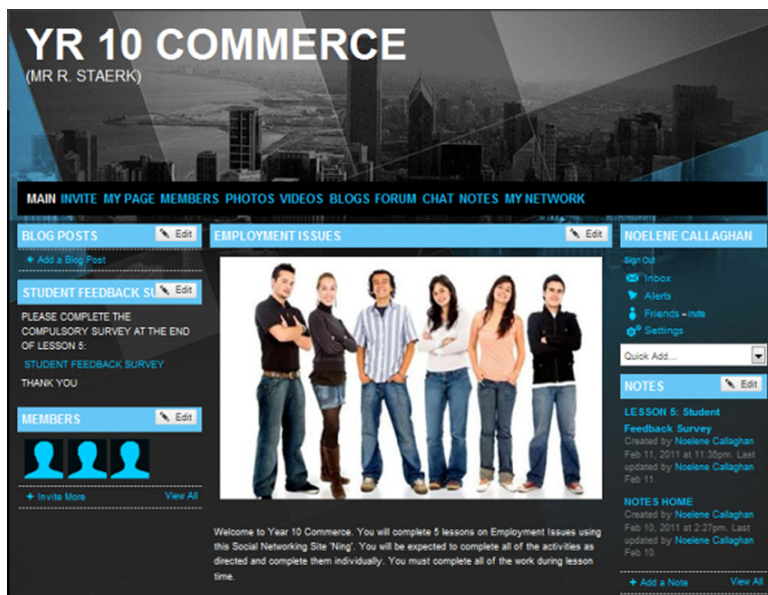 YR 10 COMMERCE
(MR R. STAERK)
MAIN INVITE MY PAGE MEMBERS PHOTOS VIDEOS BLOGS FORUM CHAT NOTES MY NETWORK
BLOG POSTS Edit
+ Add a Blog Post
STUDENT FEEDBACK SU Edit
PLEASE COMPLETE THE
COMPULSORY SURVEY AT THE END
OF LESSON 5:
STUDENT FEEDBACK SURVEY
THANK YOU
MEMBERS Edit
+ Invite More View All
EMPLOYMENT ISSUES Edit
Welcome to Year 10 Commerce. You will complete 5 lessons on Employment Issues using
this Social Networking Site 'Ning'. You will be expected to complete all of the activities as
directed and complete them individually. You must complete all of the work during lesson
time.
NOELENE CALLAGHAN
Sign Out
Inbox
Alerts
Friends – Invite
Settings
Quick Add...
NOTES Edit
LESSON 5: Student
Feedback Survey
Created by Noelene Callaghan
Feb 11, 2011 at 11:36pm. Last
updated by Noelene Callaghan
Feb 11.
NOTES HOME
Created by Noelene Callaghan
Feb 10, 2011 at 2:27pm. Last
updated by Noelene Callaghan
Feb 10.
+ Add a Note View All